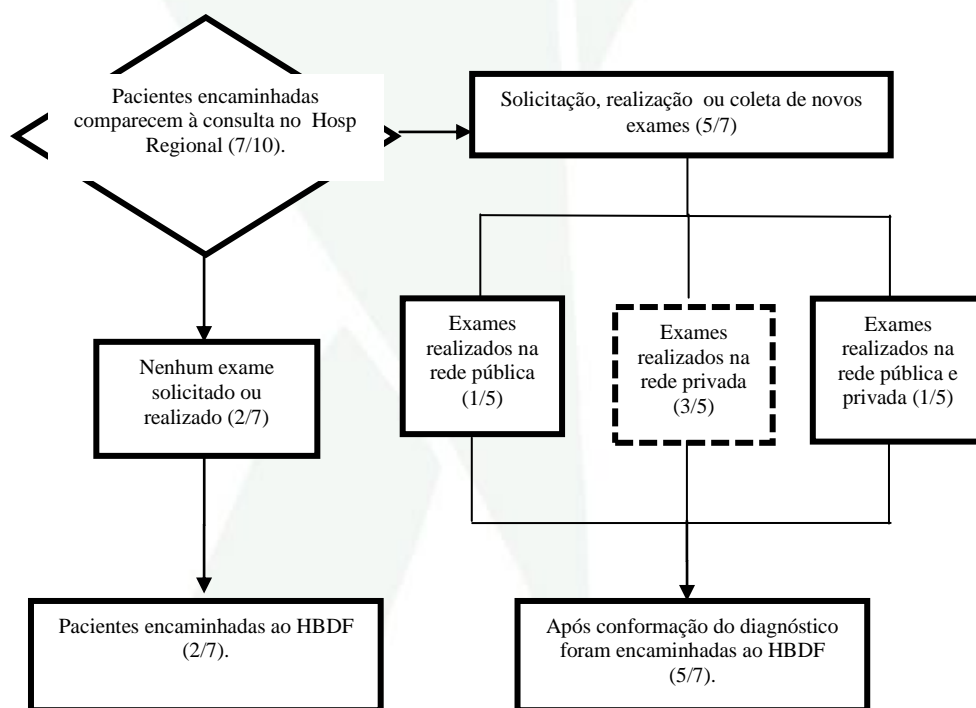 Pacientes encaminhadas
comparecem à consulta no Hosp
Regional (7/10).
Solicitação, realização ou coleta de novos
exames (5/7)
Nenhum exame
solicitado ou
realizado (2/7)
Exames
realizados na
rede pública
(1/5)
Exames
realizados na
rede privada
(3/5)
Exames
realizados na
rede pública e
privada (1/5)
Pacientes encaminhadas ao HBDF
(2/7).
Após conformação do diagnóstico
foram encaminhadas ao HBDF
(5/7).